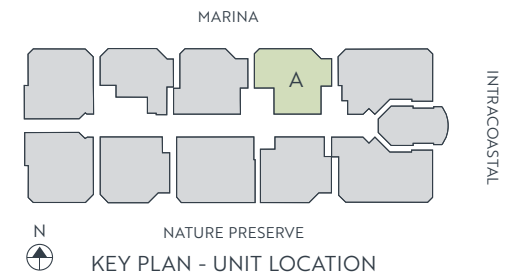 MARINA
A
INTRACOASTAL
N
NATURE PRESERVE
KEY PLAN - UNIT LOCATION